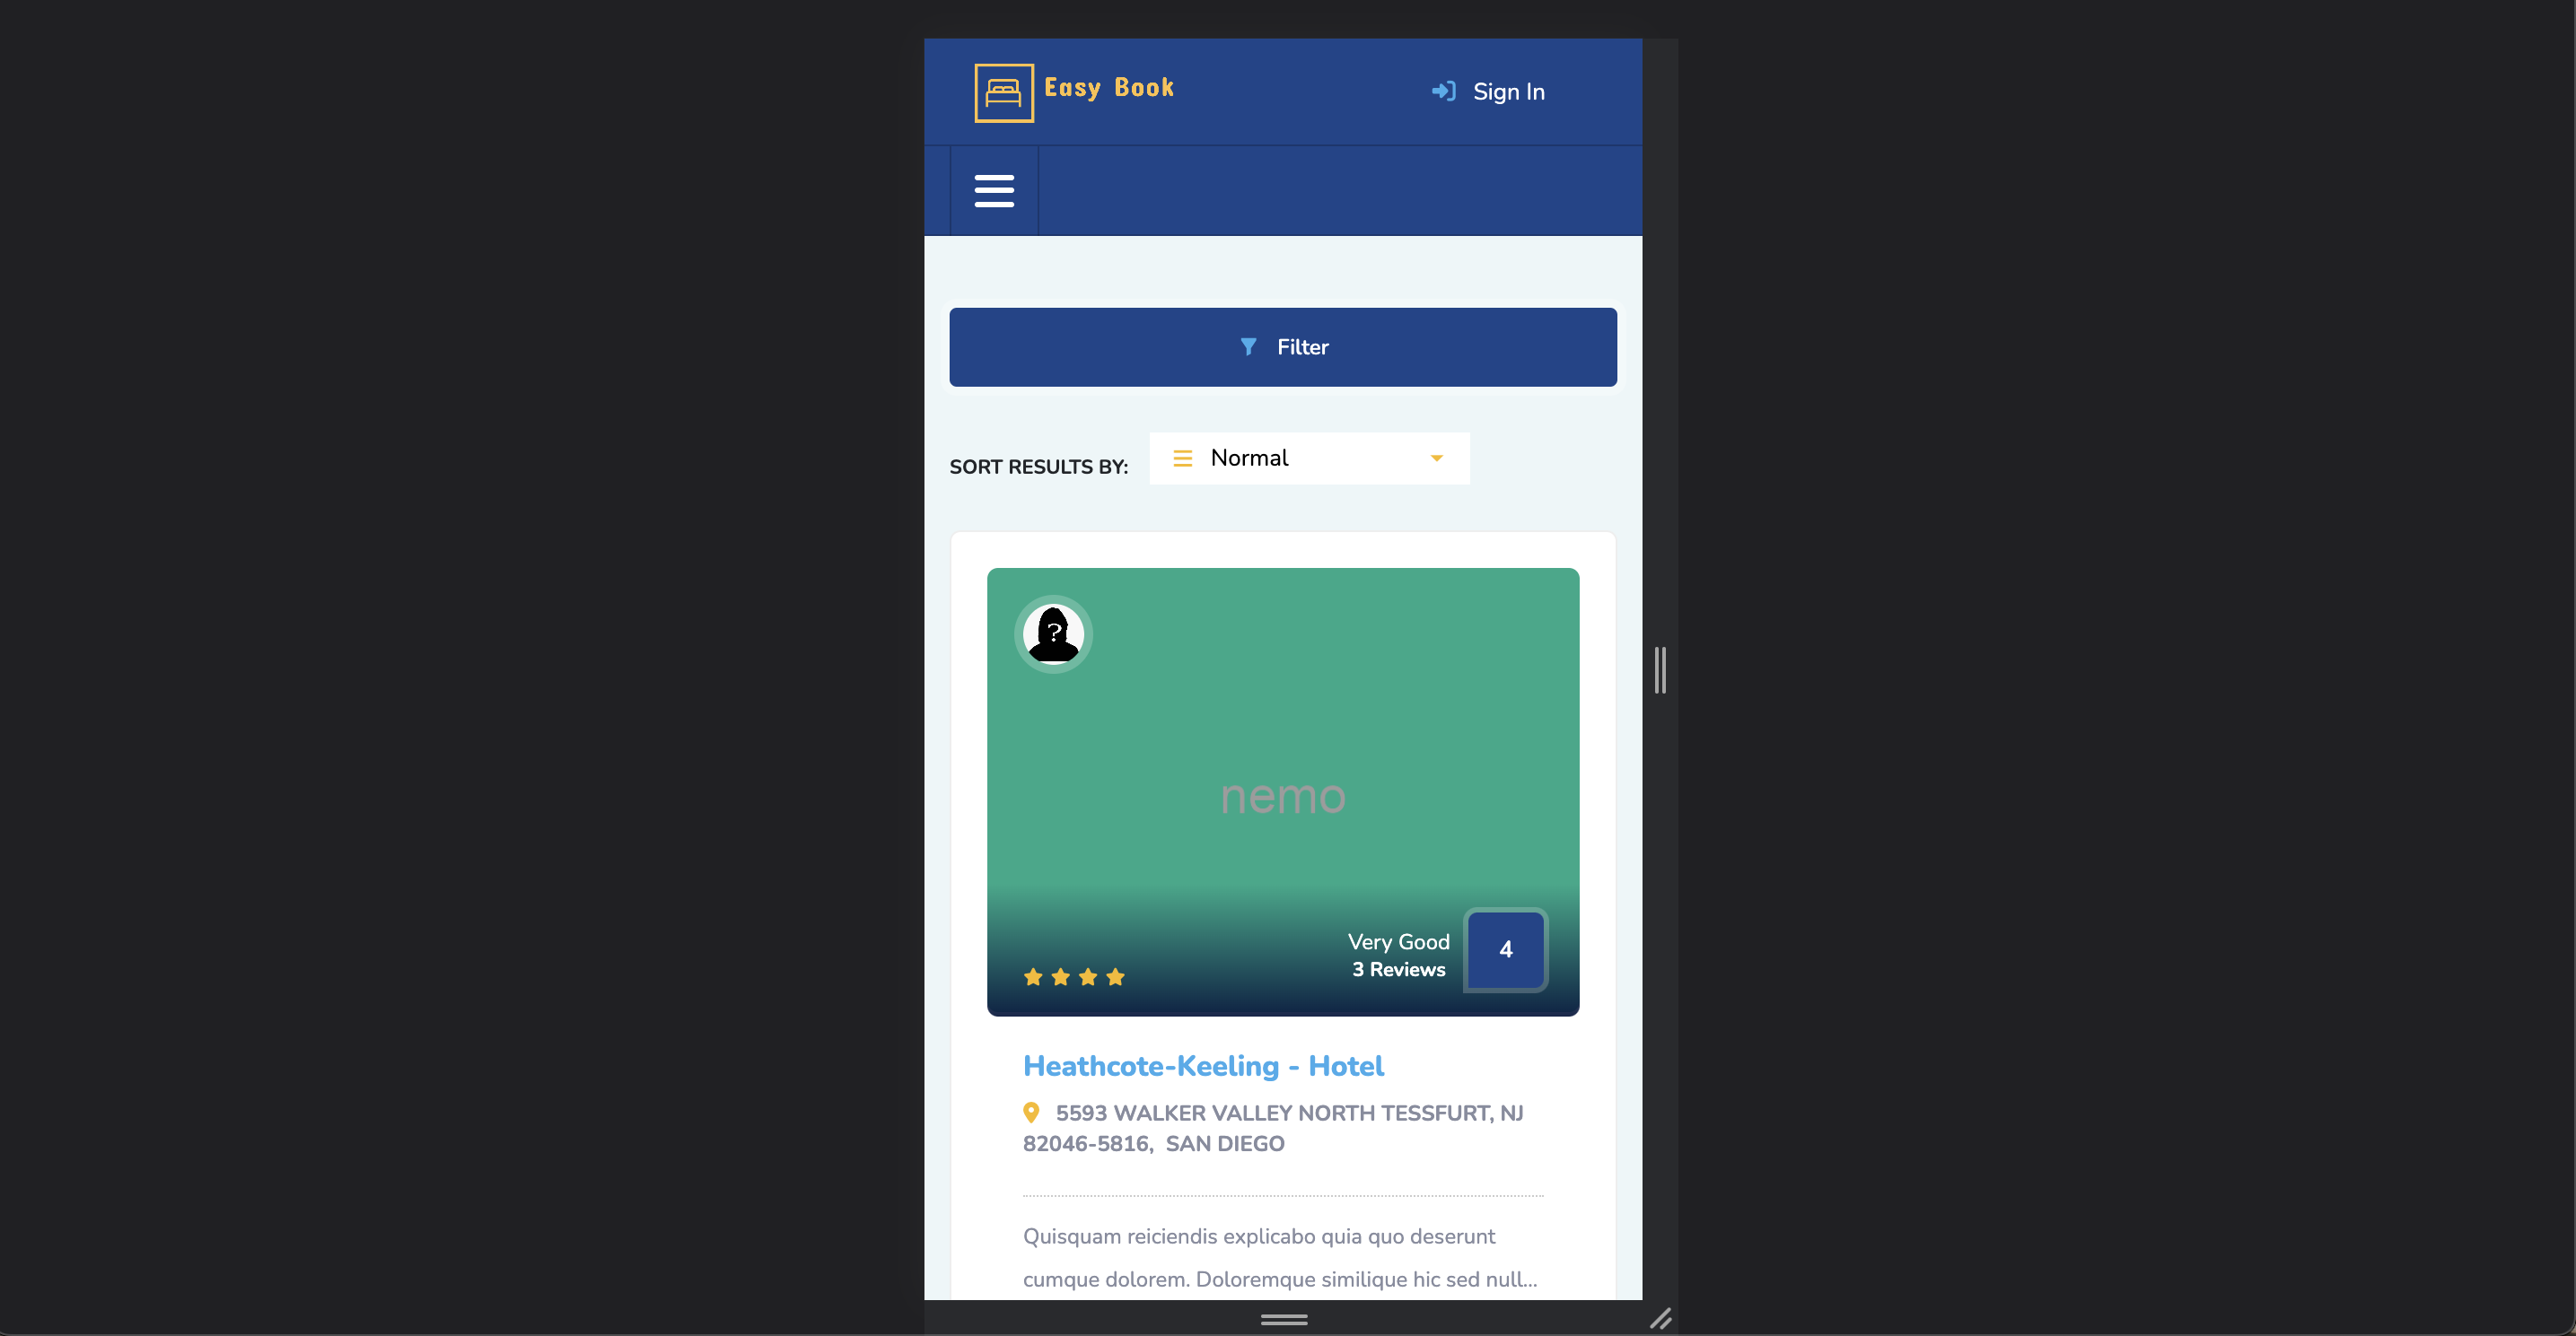 Easy Book
Sign In
Filter
SORT RESULTS BY:
Normal
?
nemo
Very Good
3 Reviews
4
Heathcote-Keeling - Hotel
5593 WALKER VALLEY NORTH TESSFURT, NJ
82046-5816, SAN DIEGO
Quisquam reiciendis explicabo quia quo deserunt
cumque dolorem. Doloremque similique hic sed null...